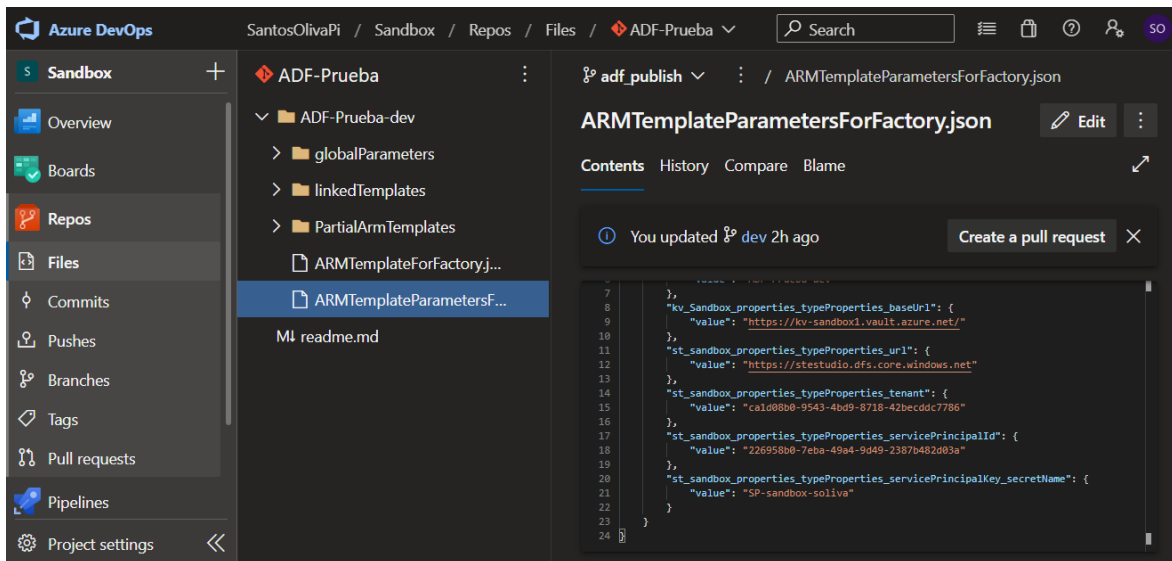 Azure DevOps
SantosOlivaPi / Sandbox / Repos / Files / ADF-Prueba
Search
SO
S Sandbox
Overview
Boards
Repos
Files
Commits
Pushes
Branches
Tags
Pull requests
Pipelines
Project settings
ADF-Prueba
ADF-Prueba-dev
globalParameters
linkedTemplates
PartialArmTemplates
ARMTemplateForFactory.j...
ARMTemplateParametersF...
M↓ readme.md
adf_publish / ARMTemplateParametersForFactory.json
ARMTemplateParametersForFactory.json
Edit
Contents History Compare Blame
You updated dev 2h ago
Create a pull request
7 },
8 "kv_Sandbox_properties_typeProperties_baseUrl": {
9 "value": "https://kv-sandbox1.vault.azure.net/"
10 },
11 "st_sandbox_properties_typeProperties_url": {
12 "value": "https://stestudio.dfs.core.windows.net"
13 },
14 "st_sandbox_properties_typeProperties_tenant": {
15 "value": "ca1d08b0-9543-4bd9-8718-42becddc7786"
16 },
17 "st_sandbox_properties_typeProperties_servicePrincipalId": {
18 "value": "226958b0-7eba-49a4-9d49-2387b482d03a"
19 },
20 "st_sandbox_properties_typeProperties_servicePrincipalKey_secretName": {
21 "value": "SP-sandbox-soliva"
22 }
23 }
24 }